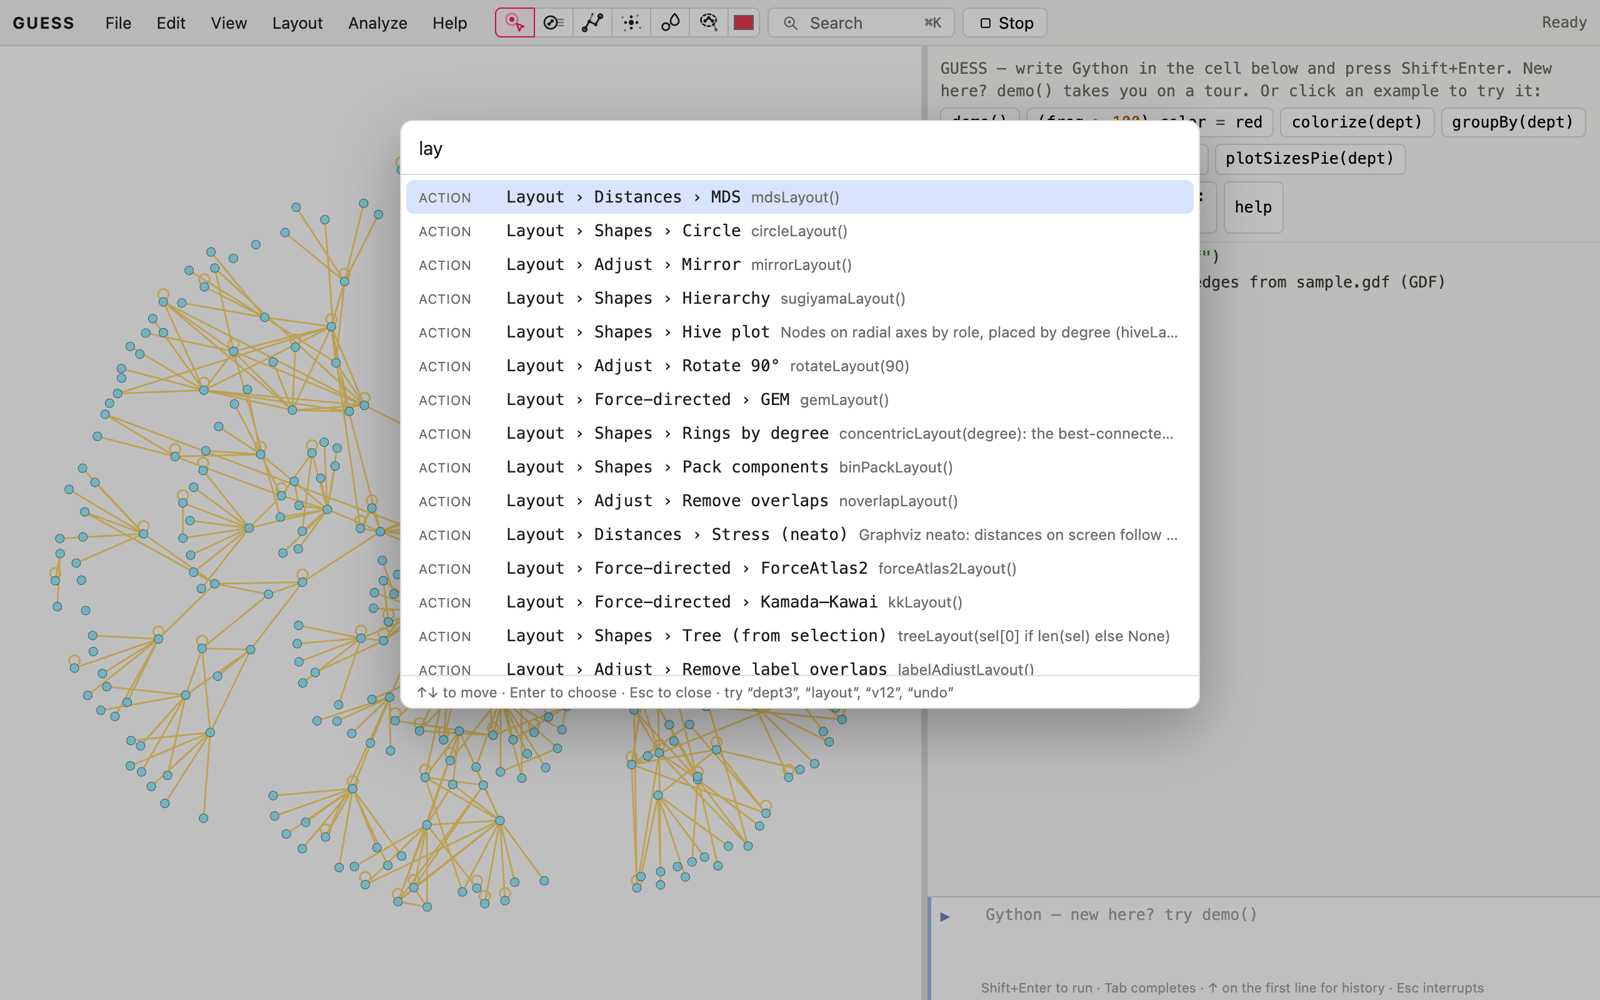 GUESS File Edit View Layout Analyze Help Search ⌘K Stop Ready
GUESS — write Gython in the cell below and press Shift+Enter. New
here? demo() takes you on a tour. Or click an example to try it:
demo() (freq > 100).color = red colorize(dept) groupBy(dept)
plotSizesPie(dept)
help
")
edges from sample.gdf (GDF)
lay
ACTION Layout › Distances › MDS mdsLayout()
ACTION Layout › Shapes › Circle circleLayout()
ACTION Layout › Adjust › Mirror mirrorLayout()
ACTION Layout › Shapes › Hierarchy sugiyamaLayout()
ACTION Layout › Shapes › Hive plot Nodes on radial axes by role, placed by degree (hiveLa...
ACTION Layout › Adjust › Rotate 90° rotateLayout(90)
ACTION Layout › Force-directed › GEM gemLayout()
ACTION Layout › Shapes › Rings by degree concentricLayout(degree): the best-connecte...
ACTION Layout › Shapes › Pack components binPackLayout()
ACTION Layout › Adjust › Remove overlaps noverlapLayout()
ACTION Layout › Distances › Stress (neato) Graphviz neato: distances on screen follow ...
ACTION Layout › Force-directed › ForceAtlas2 forceAtlas2Layout()
ACTION Layout › Force-directed › Kamada–Kawai kkLayout()
ACTION Layout › Shapes › Tree (from selection) treeLayout(sel[0] if len(sel) else None)
ACTION Layout › Adjust › Remove label overlaps labelAdjustLayout()
↑↓ to move · Enter to choose · Esc to close · try “dept3”, “layout”, “v12”, “undo”
Gython — new here? try demo()
Shift+Enter to run · Tab completes · ↑ on the first line for history · Esc interrupts